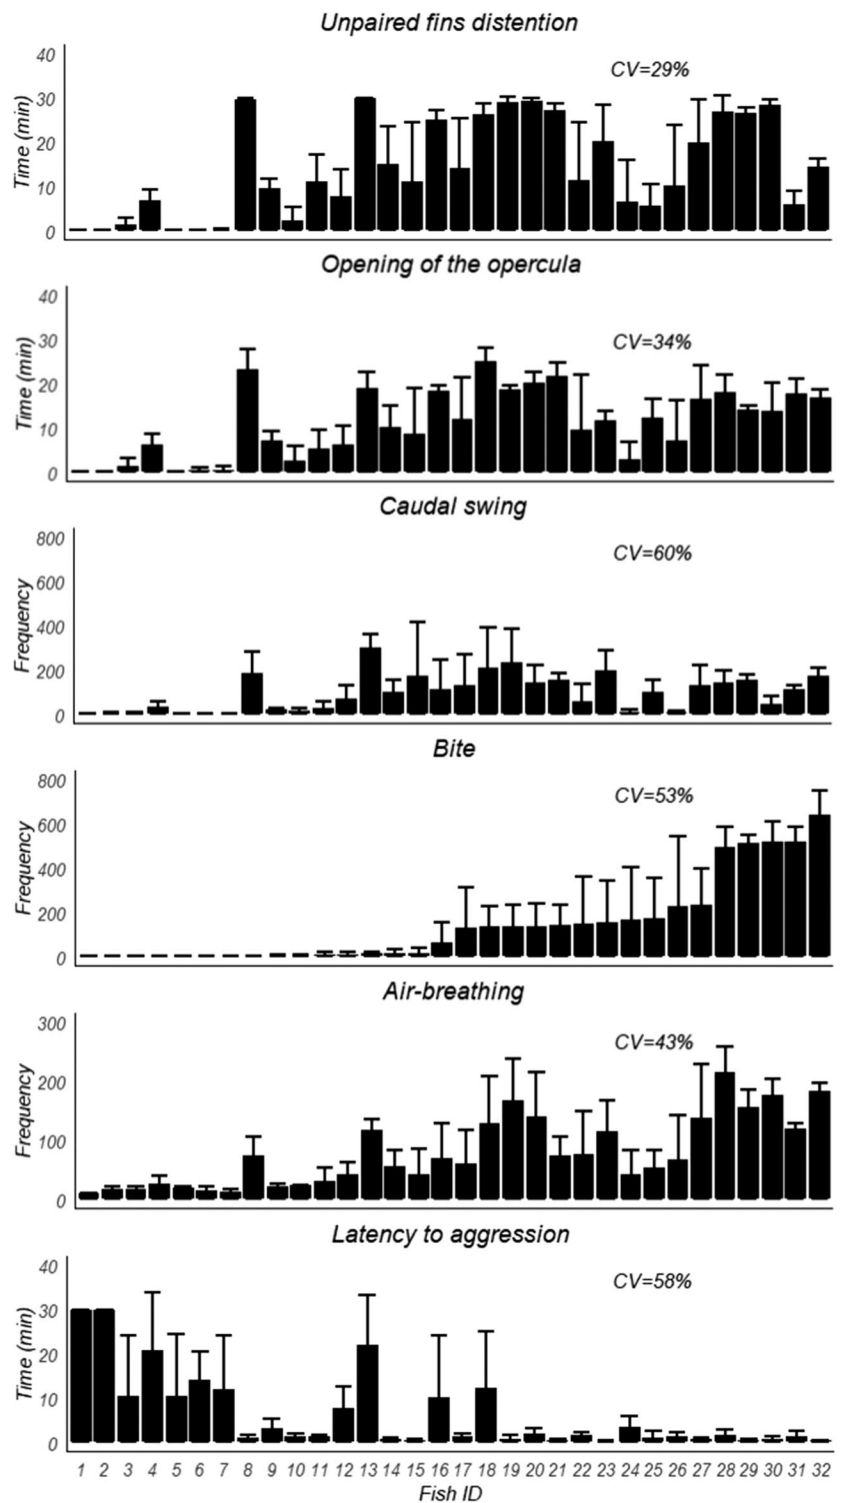 Unpaired fins distention
CV=29%
Time (min)
40
30
20
10
0
Opening of the opercula
CV=34%
Time (min)
40
30
20
10
0
Caudal swing
CV=60%
Frequency
800
600
400
200
0
Bite
CV=53%
Frequency
800
600
400
200
0
Air-breathing
CV=43%
Frequency
300
200
100
0
Latency to aggression
CV=58%
Time (min)
40
30
20
10
0
1 2 3 4 5 6 7 8 9 10 11 12 13 14 15 16 17 18 19 20 21 22 23 24 25 26 27 28 29 30 31 32
Fish ID